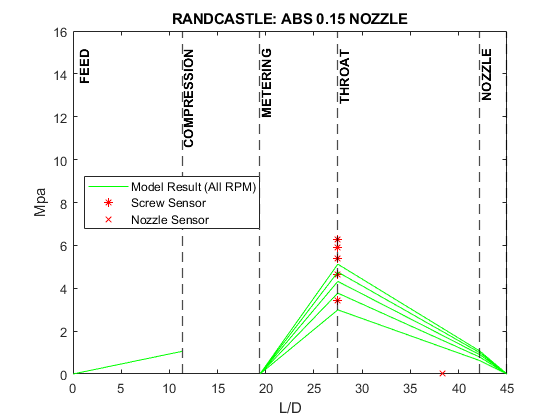 RANDCASTLE: ABS 0.15 NOZZLE
16
14
12
10
8
6
4
2
0
Mpa
FEED
COMPRESSION
METERING
THROAT
NOZZLE
Model Result (All RPM)
Screw Sensor
Nozzle Sensor
0 5 10 15 20 25 30 35 40 45
L/D